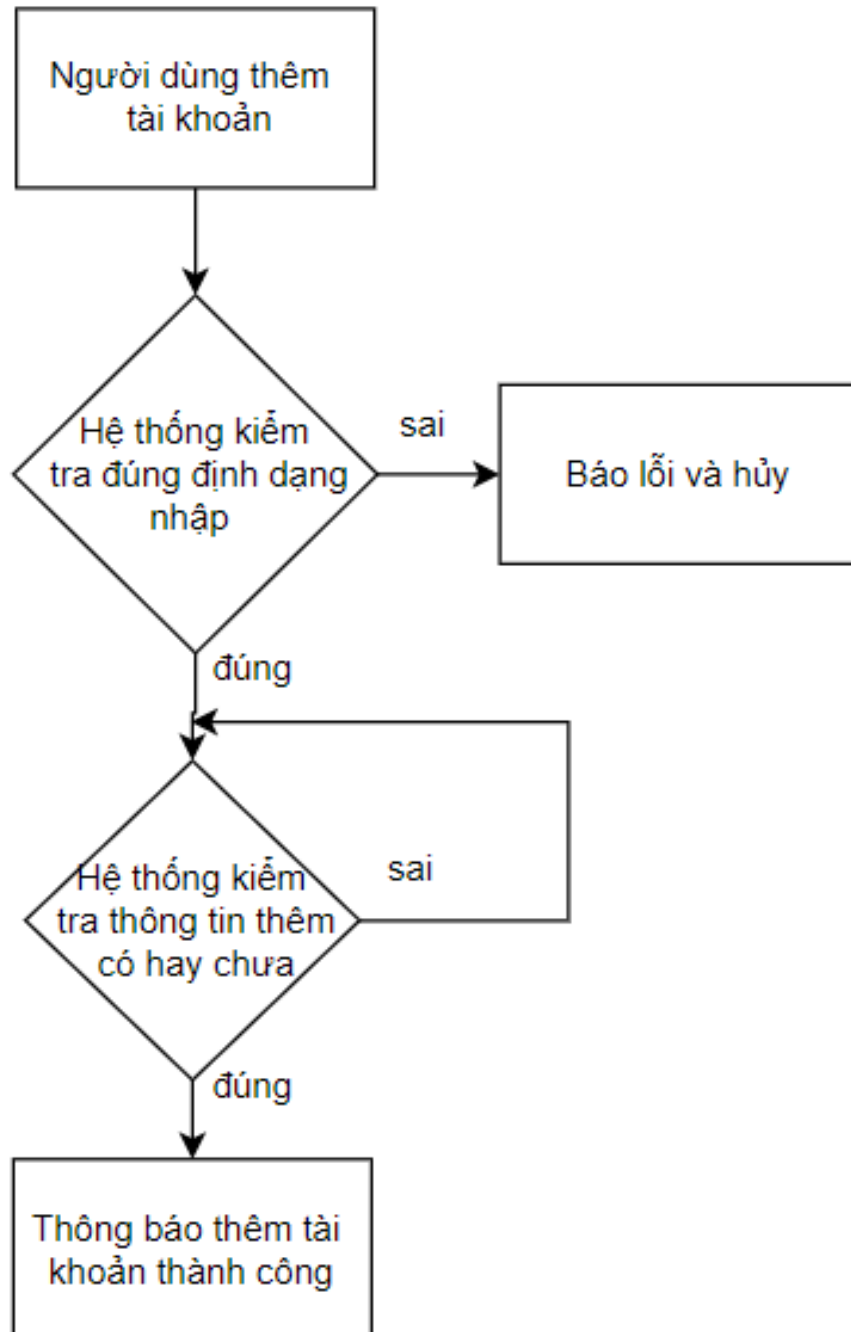 Người dùng thêm
tài khoản
Hệ thống kiểm
tra đúng định dạng
nhập
sai
Báo lỗi và hủy
đúng
Hệ thống kiểm
tra thông tin thêm
có hay chưa
sai
đúng
Thông báo thêm tài
khoản thành công